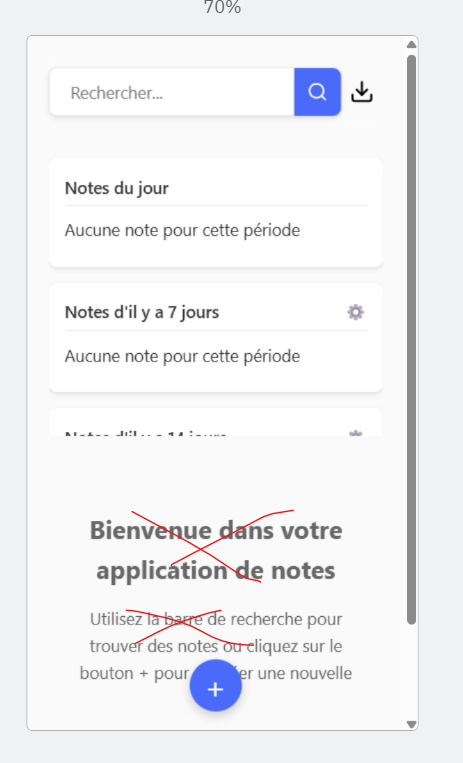 70%
Rechercher...
Notes du jour
Aucune note pour cette période
Notes d'il y a 7 jours
Aucune note pour cette période
Notes d'il y a 14 jours
Bienvenue dans votre
application de notes
Utilisez la barre de recherche pour
trouver des notes ou cliquez sur le
bouton + pour er une nouvelle
+